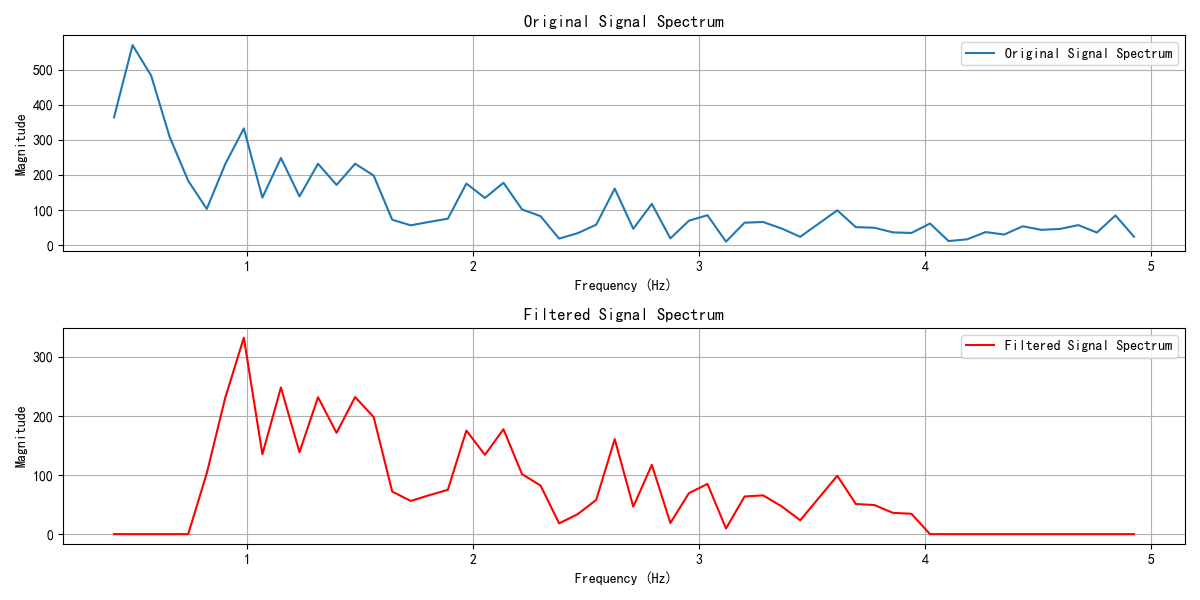 Original Signal Spectrum
Original Signal Spectrum
Magnitude
500
400
300
200
100
0
1 2 3 4 5
Frequency (Hz)
Filtered Signal Spectrum
Filtered Signal Spectrum
Magnitude
300
200
100
0
1 2 3 4 5
Frequency (Hz)